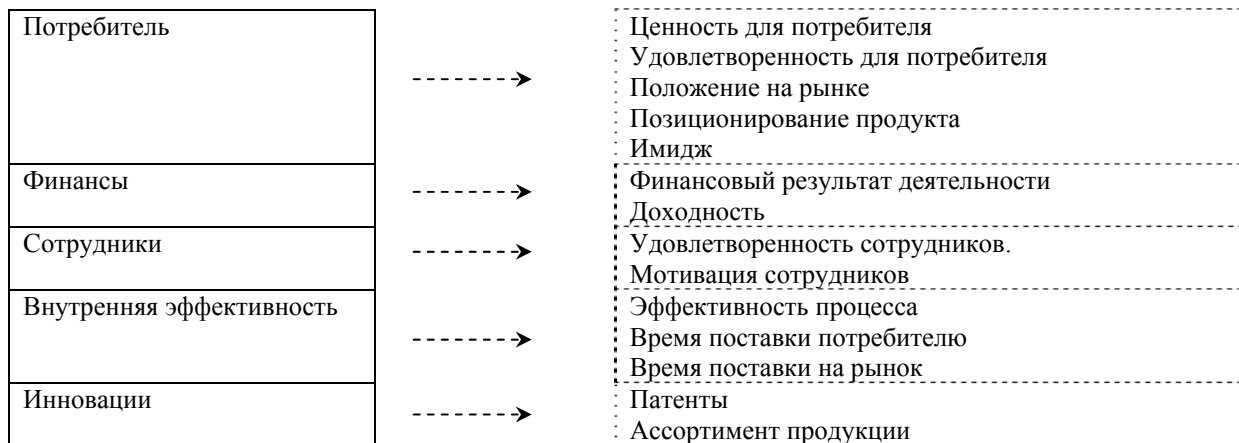 Потребитель
Ценность для потребителя
Удовлетворенность для потребителя
Положение на рынке
Позиционирование продукта
Имидж
Финансы
Финансовый результат деятельности
Доходность
Сотрудники
Удовлетворенность сотрудников.
Мотивация сотрудников
Внутренняя эффективность
Эффективность процесса
Время поставки потребителю
Время поставки на рынок
Инновации
Патенты
Ассортимент продукции